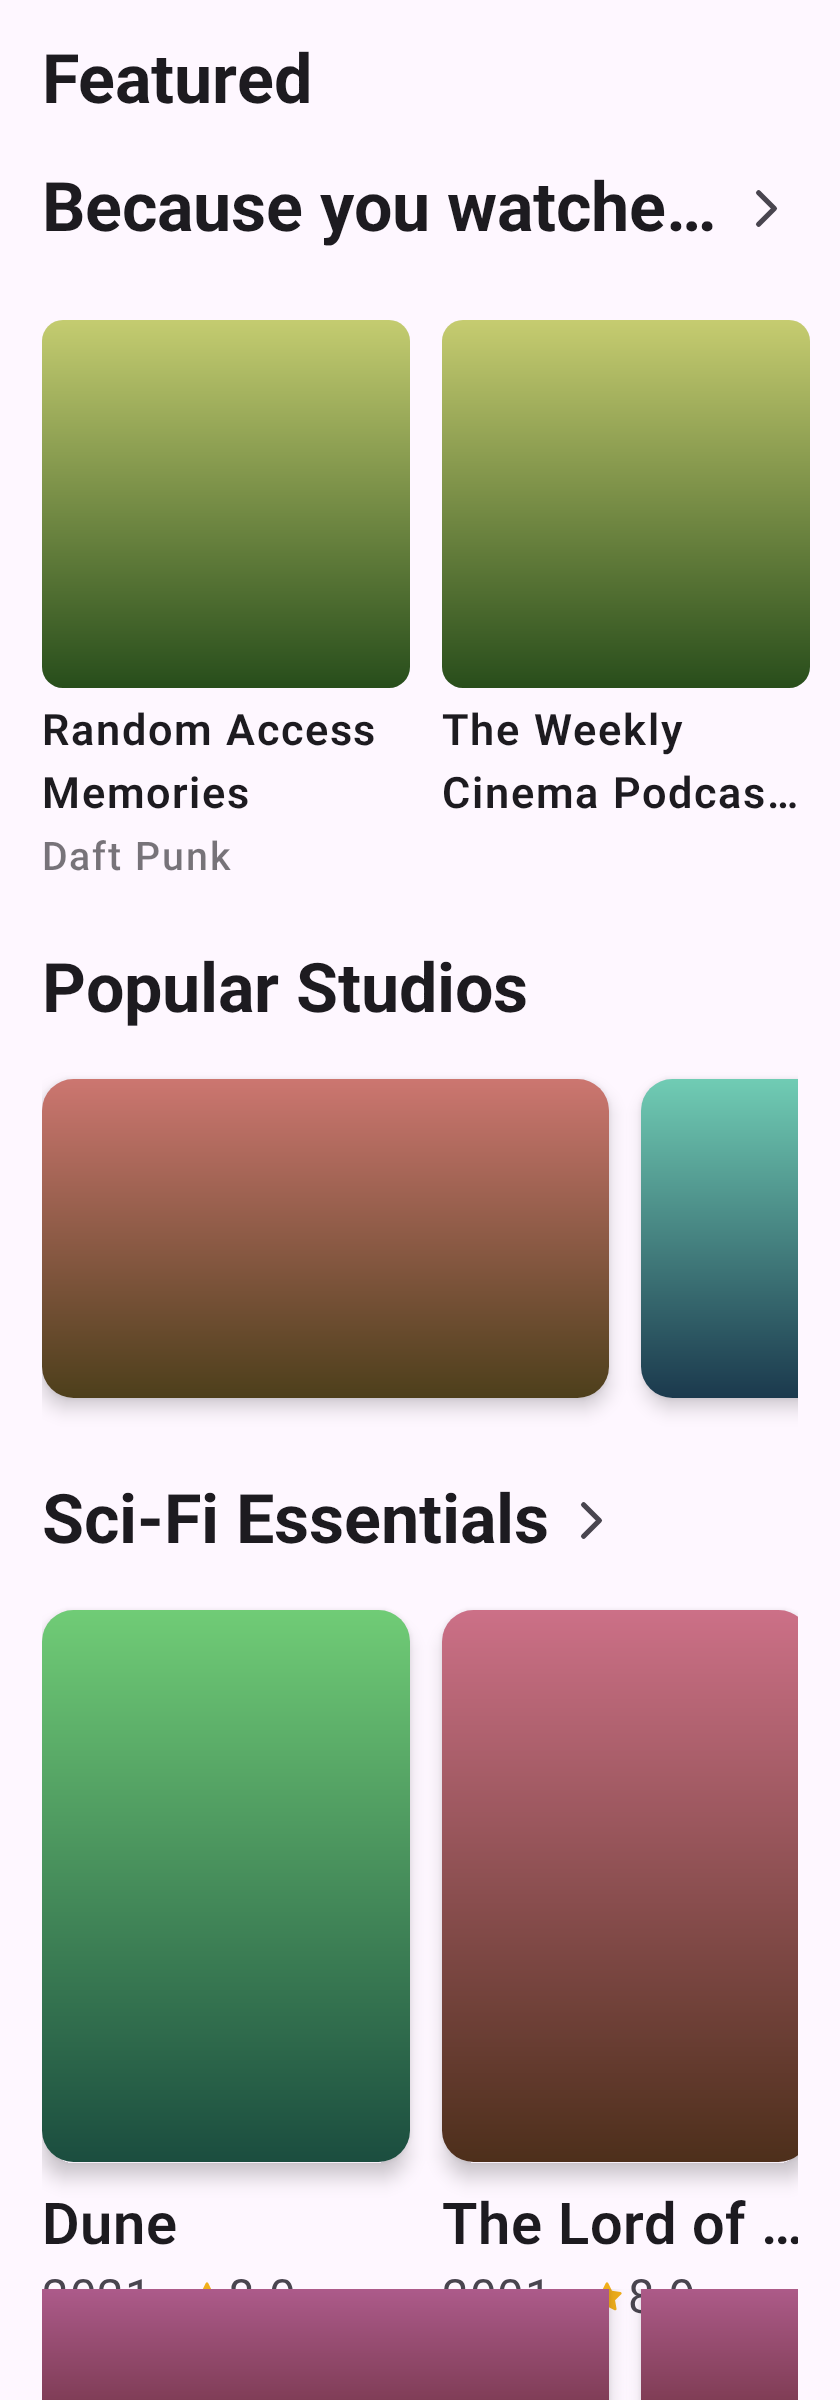 Featured
Because you watche…
Random Access
Memories
Daft Punk
The Weekly
Cinema Podcas…
Popular Studios
Sci-Fi Essentials
Dune
The Lord of …